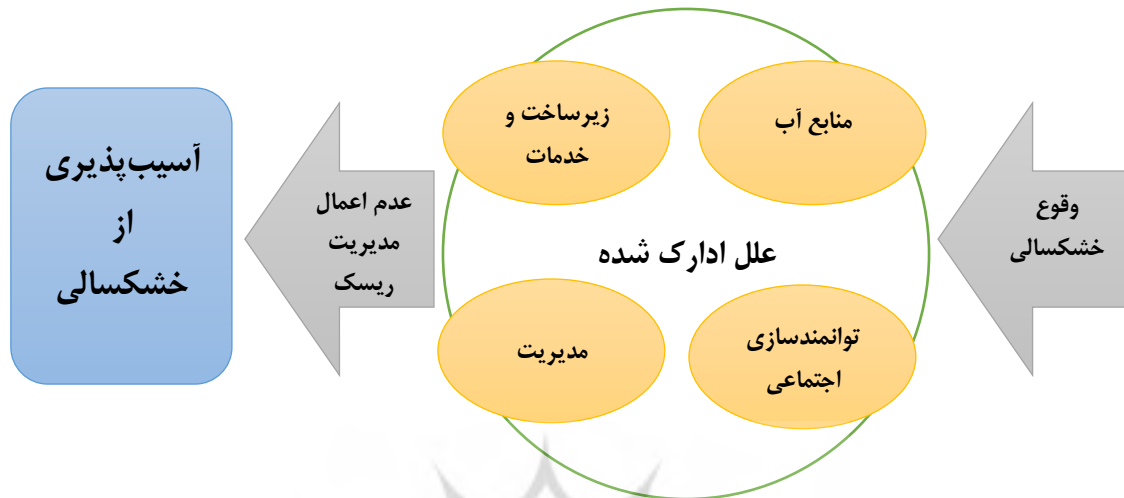 وقوع
خشکسالی
منابع آب
زیرساخت و
خدمات
علل ادارک شده
توانمندسازی
اجتماعی
مدیریت
عدم اعمال
مدیریت
ریسک
آسیب‌پذیری
از
خشکسالی